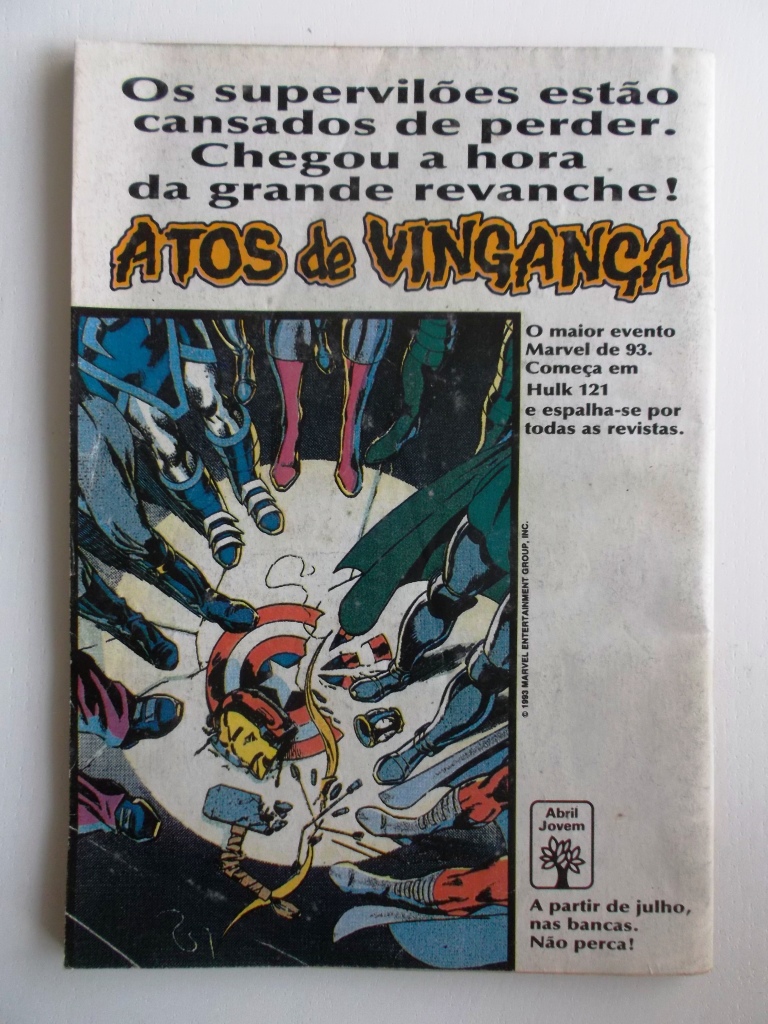 Os supervilões estão
cansados de perder.
Chegou a hora
da grande revanche!
ATOS de VINGANÇA
O maior evento
Marvel de 93.
Começa em
Hulk 121
e espalha-se por
todas as revistas.
© 1993 MARVEL ENTERTAINMENT GROUP, INC.
Abril
Jovem
A partir de julho,
nas bancas.
Não perca!